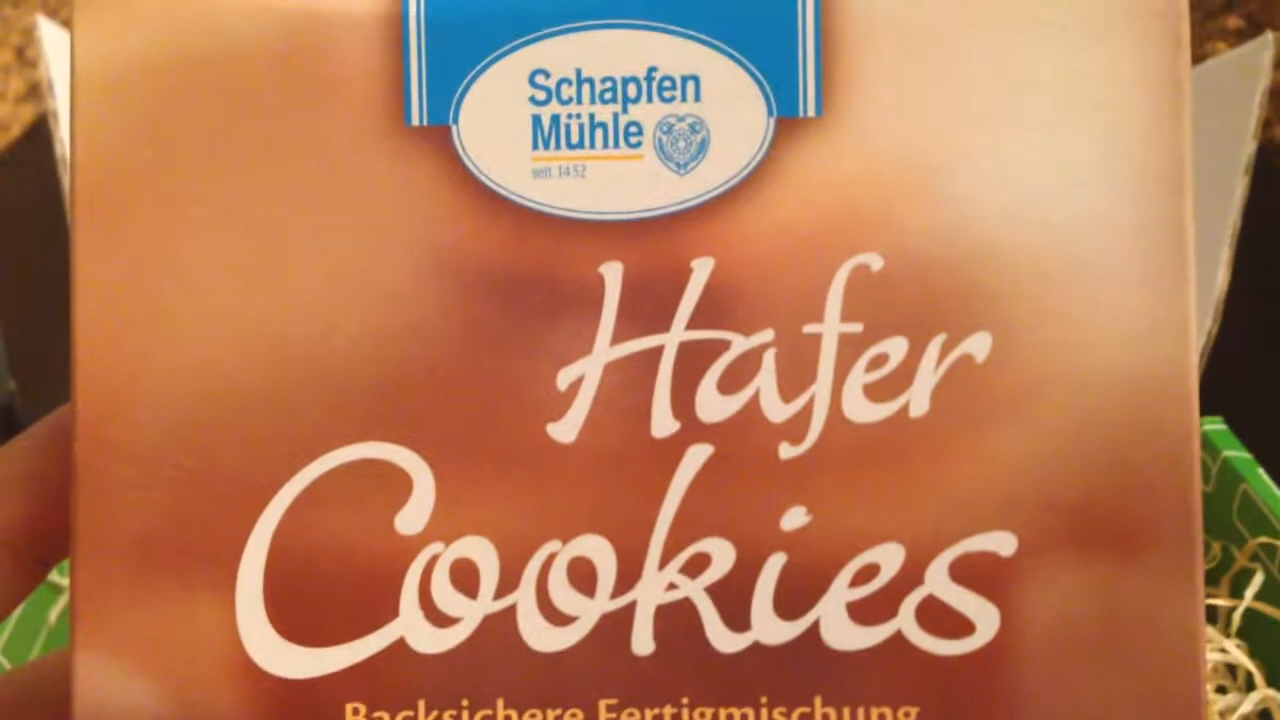 Schapfen
Mühle
seit 1452
Hafer
Cookies
Backsichere Fertigmischung